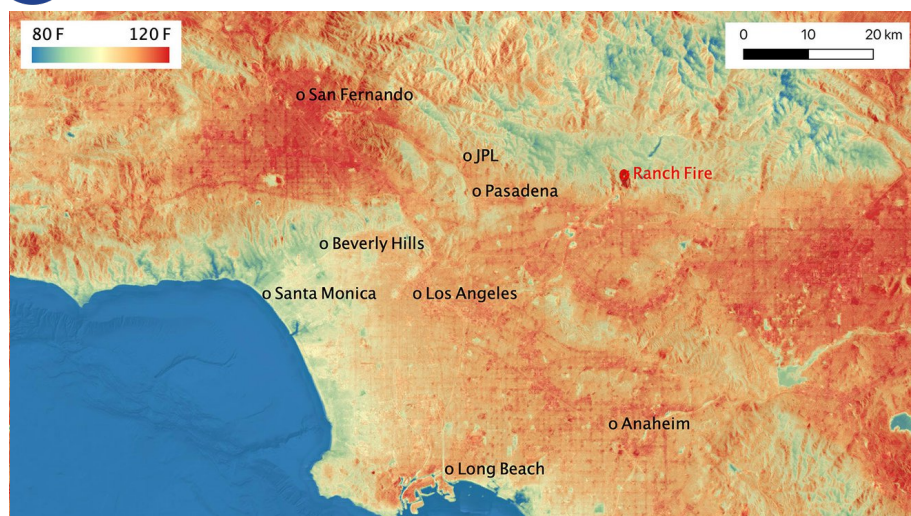 80 F 120 F
0 10 20 km
San Fernando
JPL
Ranch Fire
Pasadena
Beverly Hills
Santa Monica
Los Angeles
Anaheim
Long Beach